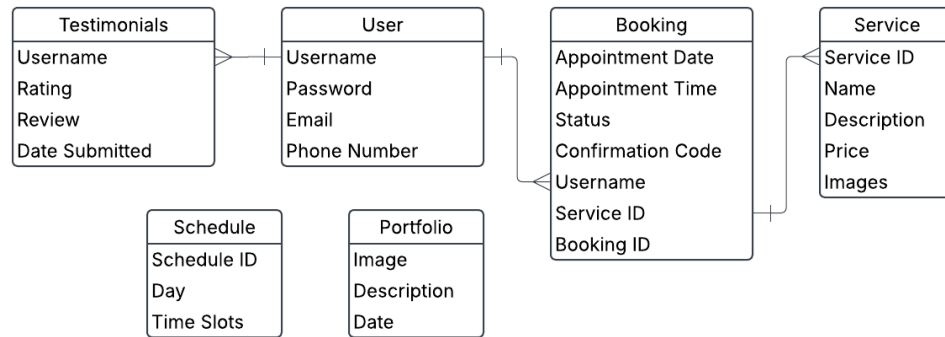 Testimonials
Username
Rating
Review
Date Submitted
User
Username
Password
Email
Phone Number
Booking
Appointment Date
Appointment Time
Status
Confirmation Code
Username
Service ID
Booking ID
Service
Service ID
Name
Description
Price
Images
Schedule
Schedule ID
Day
Time Slots
Portfolio
Image
Description
Date